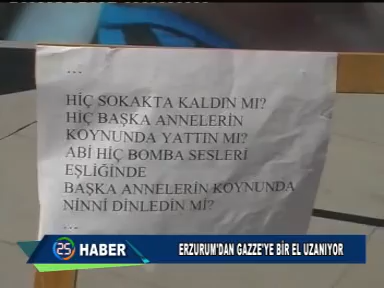 ...
HİÇ SOKAKTA KALDIN MI?
HİÇ BAŞKA ANNELERİN
KOYNUNDA YATTIN MI?
ABİ HİÇ BOMBA SESLERİ
EŞLİĞİNDE
BAŞKA ANNELERİN KOYNUNDA
NİNNİ DİNLEDİN Mİ?
...
25 HABER ERZURUM'DAN GAZZE'YE BİR EL UZANIYOR